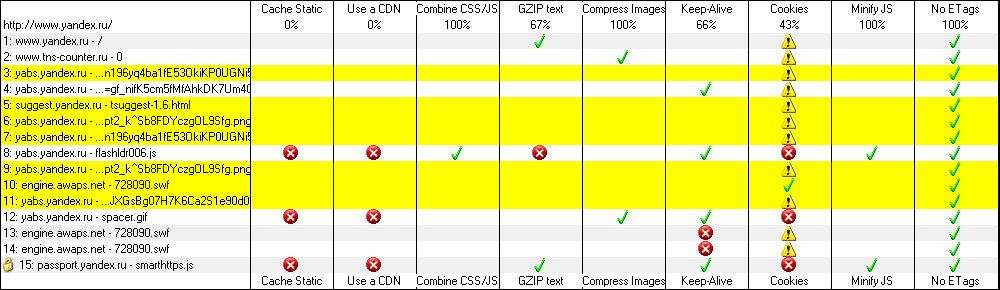 Cache Static Use a CDN Combine CSS/JS GZIP text Compress Images Keep-Alive Cookies Minify JS No ETags
http://www.yandex.ru/ 0% 0% 100% 67% 100% 66% 43% 100% 100%
1: www.yandex.ru - /
2: www.tns-counter.ru - 0
3: yabs.yandex.ru - ...n196yq4ba1fE53OkiKP0UGNi5
4: yabs.yandex.ru - ...=gf_nifK5cm5fMfAhkDK7Um40
5: suggest.yandex.ru - tsuggest-1.6.html
6: yabs.yandex.ru - ...pt2_k^Sb8FDYczgOL9Sfg.png
7: yabs.yandex.ru - ...n196yq4ba1fE53OkiKP0UGNi5
8: yabs.yandex.ru - flashldr006.js
9: yabs.yandex.ru - ...pt2_k^Sb8FDYczgOL9Sfg.png
10: engine.awaps.net - 728090.swf
11: yabs.yandex.ru - ...JXGsBg07H7K6Ca2S1e90d0
12: yabs.yandex.ru - spacer.gif
13: engine.awaps.net - 728090.swf
14: engine.awaps.net - 728090.swf
15: passport.yandex.ru - smarthttps.js
Cache Static Use a CDN Combine CSS/JS GZIP text Compress Images Keep-Alive Cookies Minify JS No ETags